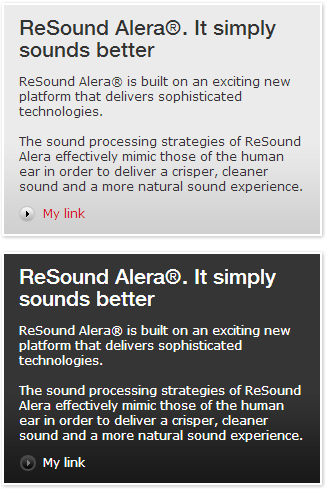 ReSound Alera®. It simply
sounds better
ReSound Alera® is built on an exciting new
platform that delivers sophisticated
technologies.
The sound processing strategies of ReSound
Alera effectively mimic those of the human
ear in order to deliver a crisper, cleaner
sound and a more natural sound experience.
My link
ReSound Alera®. It simply
sounds better
ReSound Alera® is built on an exciting new
platform that delivers sophisticated
technologies.
The sound processing strategies of ReSound
Alera effectively mimic those of the human
ear in order to deliver a crisper, cleaner
sound and a more natural sound experience.
My link